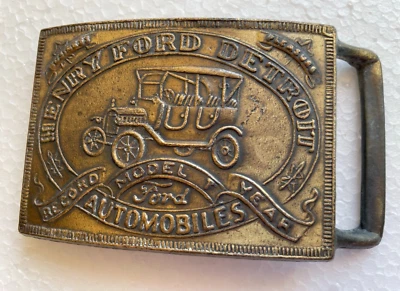 HENRY FORD DETROIT
RECORD MODEL T YEAR
Ford
AUTOMOBILES